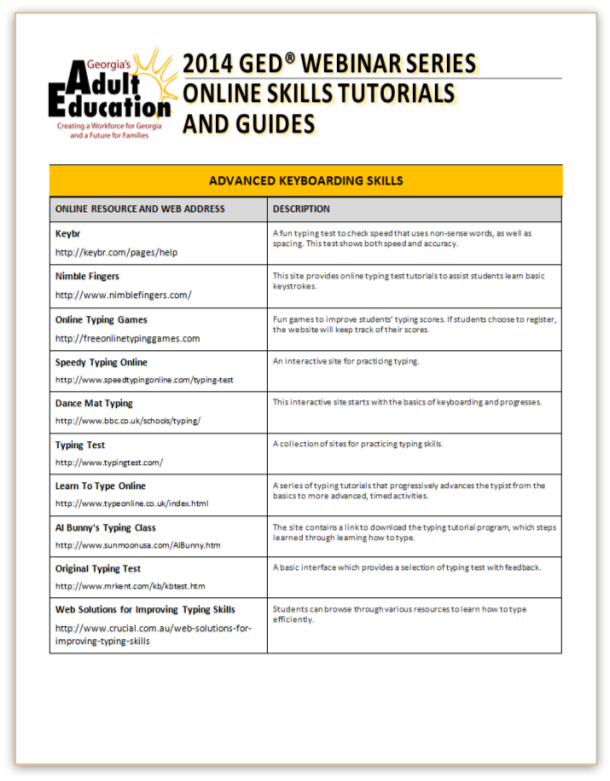 Georgia's
Adult
Education
Creating a Workforce for Georgia
and a Future for Families
2014 GED® WEBINAR SERIES
ONLINE SKILLS TUTORIALS
AND GUIDES
ADVANCED KEYBOARDING SKILLS
ONLINE RESOURCE AND WEB ADDRESS
DESCRIPTION
Keybr
http://keybr.com/pages/help
A fun typing test to check speed that uses non-sense words, as well as
spacing. This test shows both speed and accuracy.
Nimble Fingers
http://www.nimblefingers.com/
This site provides online typing test tutorials to assist students learn basic
keystrokes.
Online Typing Games
http://freeonlinetypinggames.com
Fun games to improve students' typing scores. If students choose to register,
the website will keep track of their scores.
Speedy Typing Online
http://www.speedtypingonline.com/typing-test
An interactive site for practicing typing.
Dance Mat Typing
http://www.bbc.co.uk/schools/typing/
This interactive site starts with the basics of keyboarding and progresses.
Typing Test
http://www.typingtest.com/
A collection of sites for practicing typing skills.
Learn To Type Online
http://www.typeonline.co.uk/index.html
A series of typing tutorials that progressively advances the typist from the
basics to more advanced, timed activities.
Al Bunny's Typing Class
http://www.sunmoonusa.com/AlBunny.htm
The site contains a link to download the typing tutorial program, which steps
learned through learning how to type.
Original Typing Test
http://www.mrkent.com/kb/kbtest.htm
A basic interface which provides a selection of typing test with feedback.
Web Solutions for Improving Typing Skills
http://www.crucial.com.au/web-solutions-for-
improving-typing-skills
Students can browse through various resources to learn how to type
efficiently.